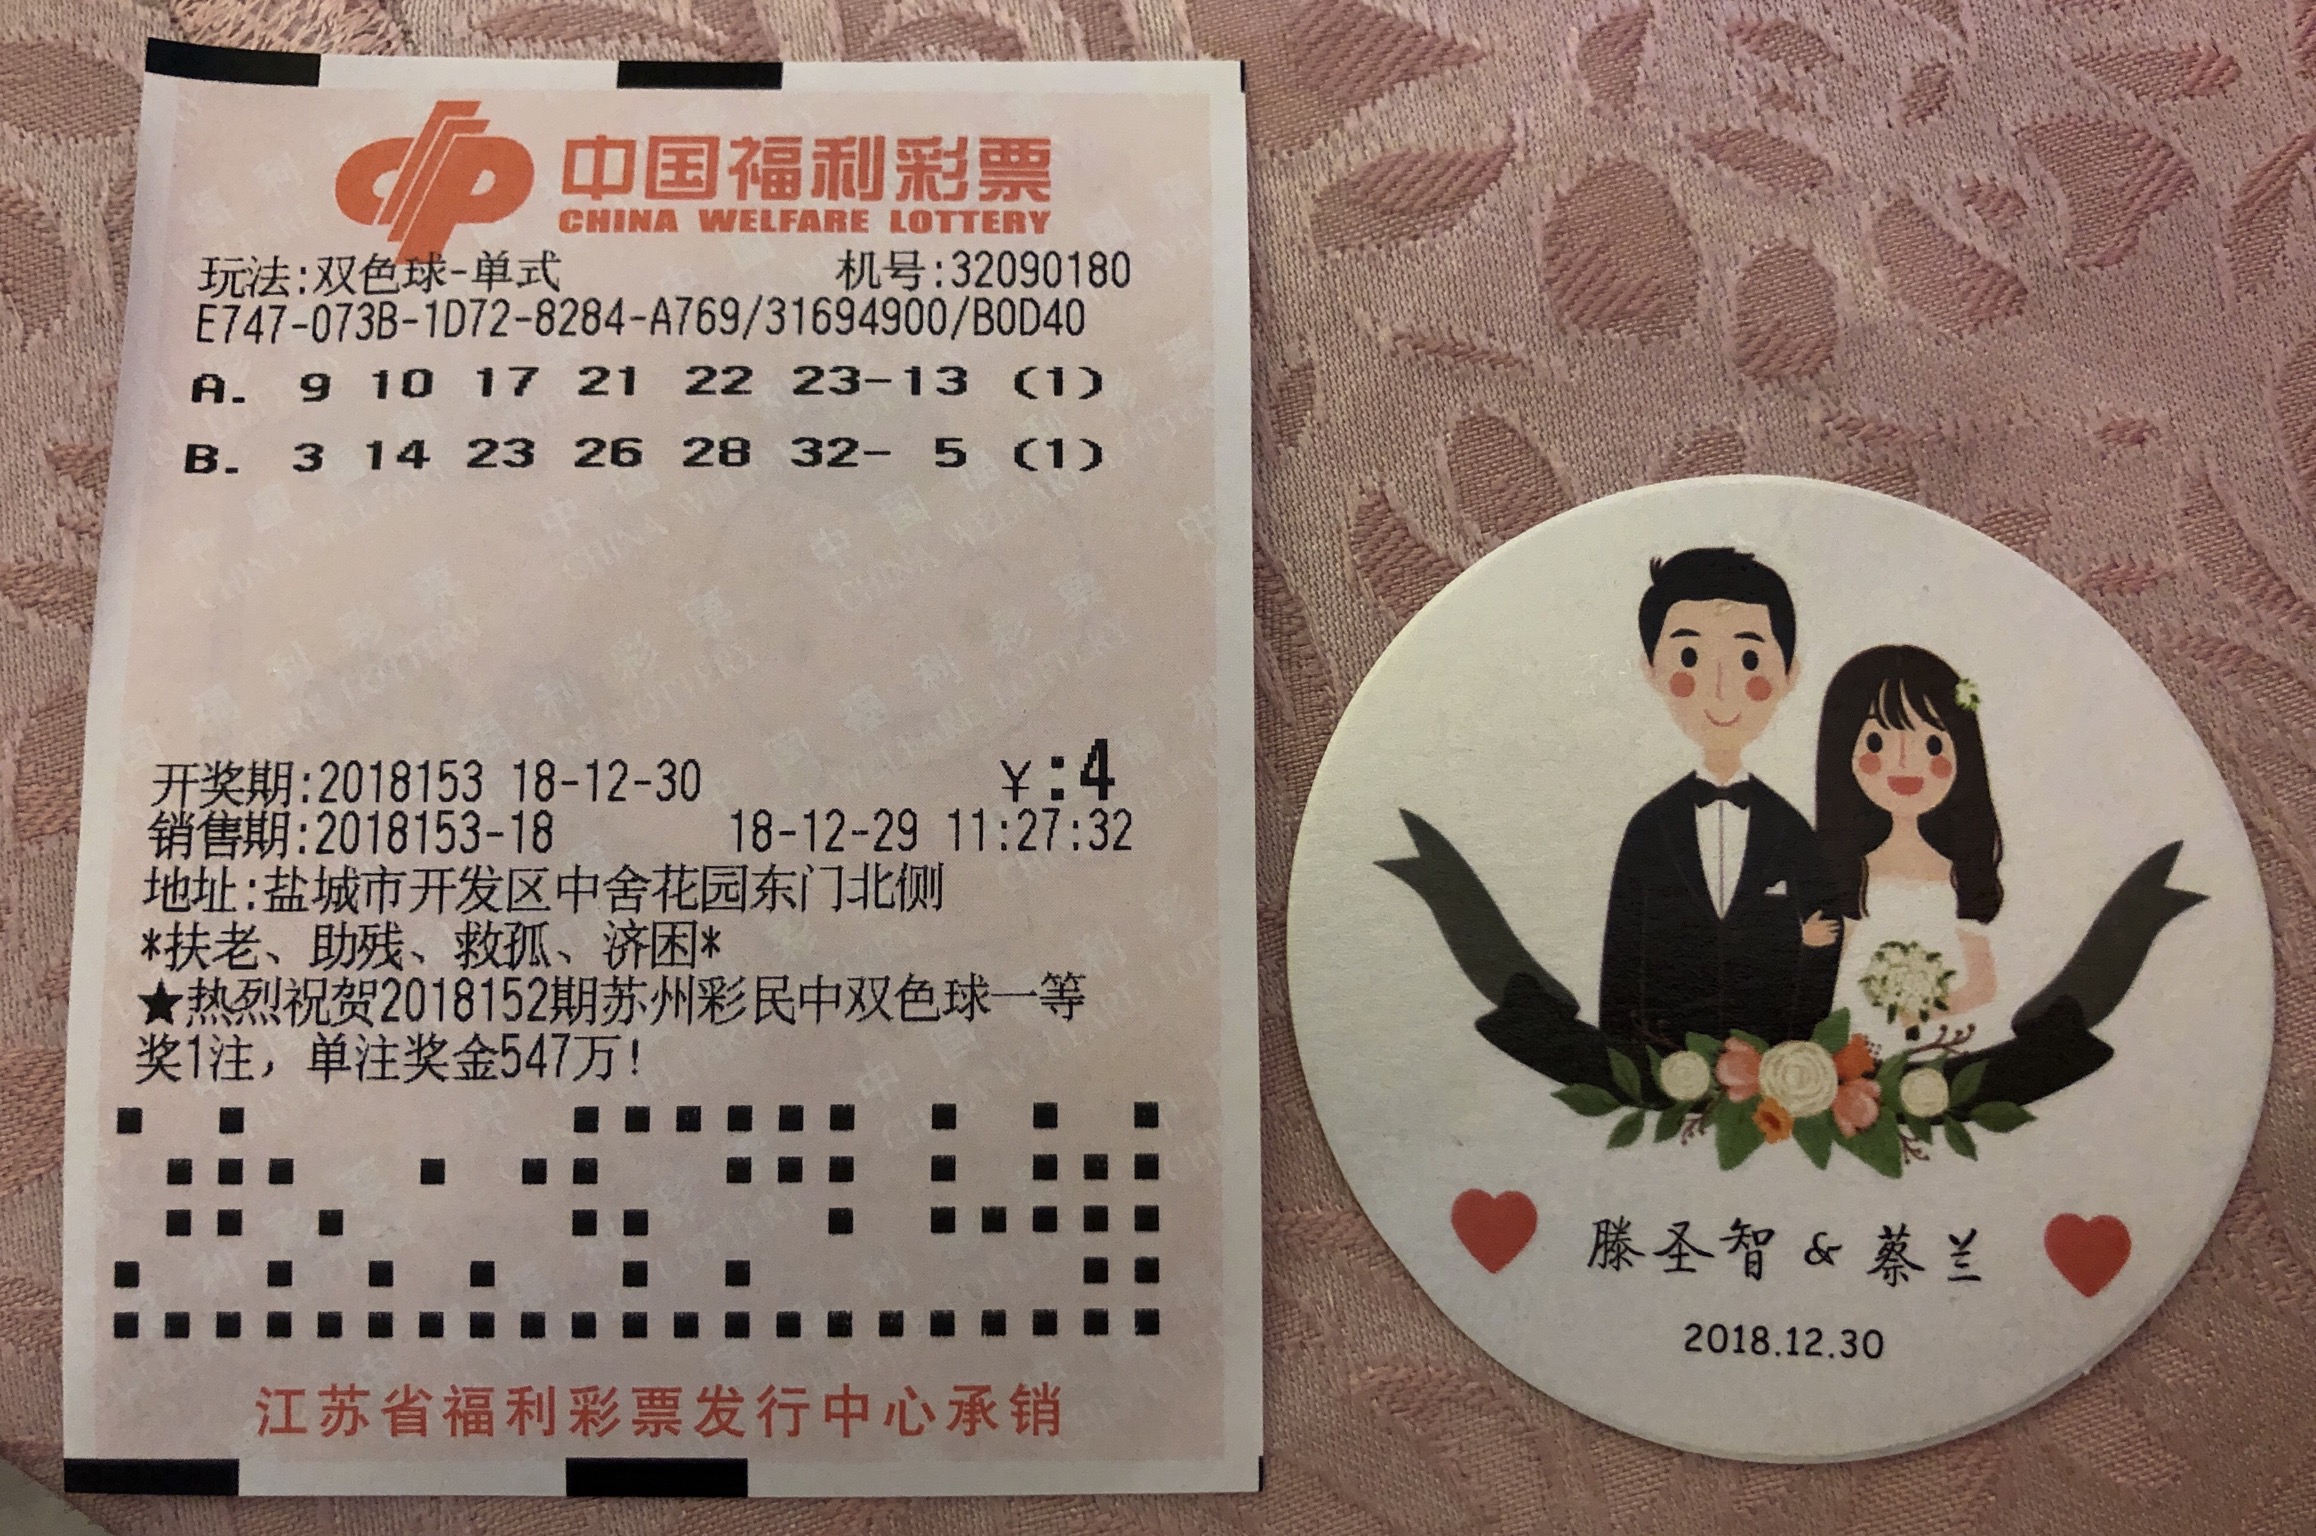 中国福利彩票
CHINA WELFARE LOTTERY
玩法:双色球-单式 机号:32090180
E747-073B-1D72-8284-A769/31694900/B0D40
A. 9 10 17 21 22 23-13 (1)
B. 3 14 23 26 28 32- 5 (1)
开奖期:2018153 18-12-30 ¥:4
销售期:2018153-18 18-12-29 11:27:32
地址:盐城市开发区中舍花园东门北侧
*扶老、助残、救孤、济困*
★热烈祝贺2018152期苏州彩民中双色球一等
奖1注，单注奖金547万!
江苏省福利彩票发行中心承销
滕圣智 & 蔡兰
2018.12.30